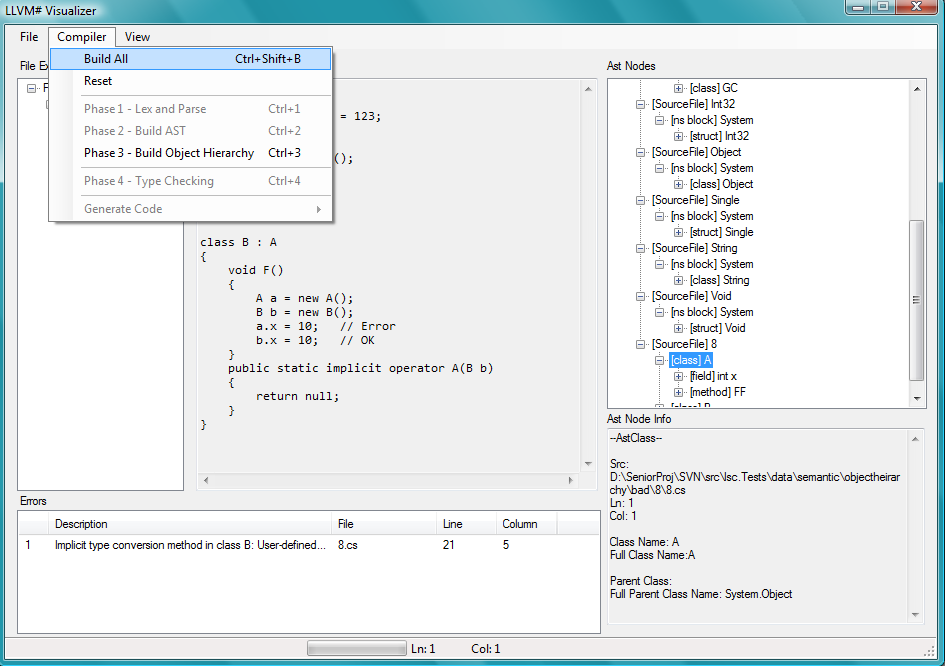 LLVM# Visualizer
File Compiler View
Build All Ctrl+Shift+B
Reset
Phase 1 - Lex and Parse Ctrl+1
Phase 2 - Build AST Ctrl+2
Phase 3 - Build Object Hierarchy Ctrl+3
Phase 4 - Type Checking Ctrl+4
Generate Code
= 123;
();
class B : A
{
void F()
{
A a = new A();
B b = new B();
a.x = 10; // Error
b.x = 10; // OK
}
public static implicit operator A(B b)
{
return null;
}
}
Ast Nodes
[class] GC
[SourceFile] Int32
[ns block] System
[struct] Int32
[SourceFile] Object
[ns block] System
[class] Object
[SourceFile] Single
[ns block] System
[struct] Single
[SourceFile] String
[ns block] System
[class] String
[SourceFile] Void
[ns block] System
[struct] Void
[SourceFile] 8
[class] A
[field] int x
[method] FF
Ast Node Info
--AstClass--
Src:
D:\SeniorProj\SVN\src\lsc.Tests\data\semantic\objectheirar
chy\bad\8\8.cs
Ln: 1
Col: 1
Class Name: A
Full Class Name:A
Parent Class:
Full Parent Class Name: System.Object
Errors
Description File Line Column
1 Implicit type conversion method in class B: User-defined... 8.cs 21 5
Ln: 1 Col: 1